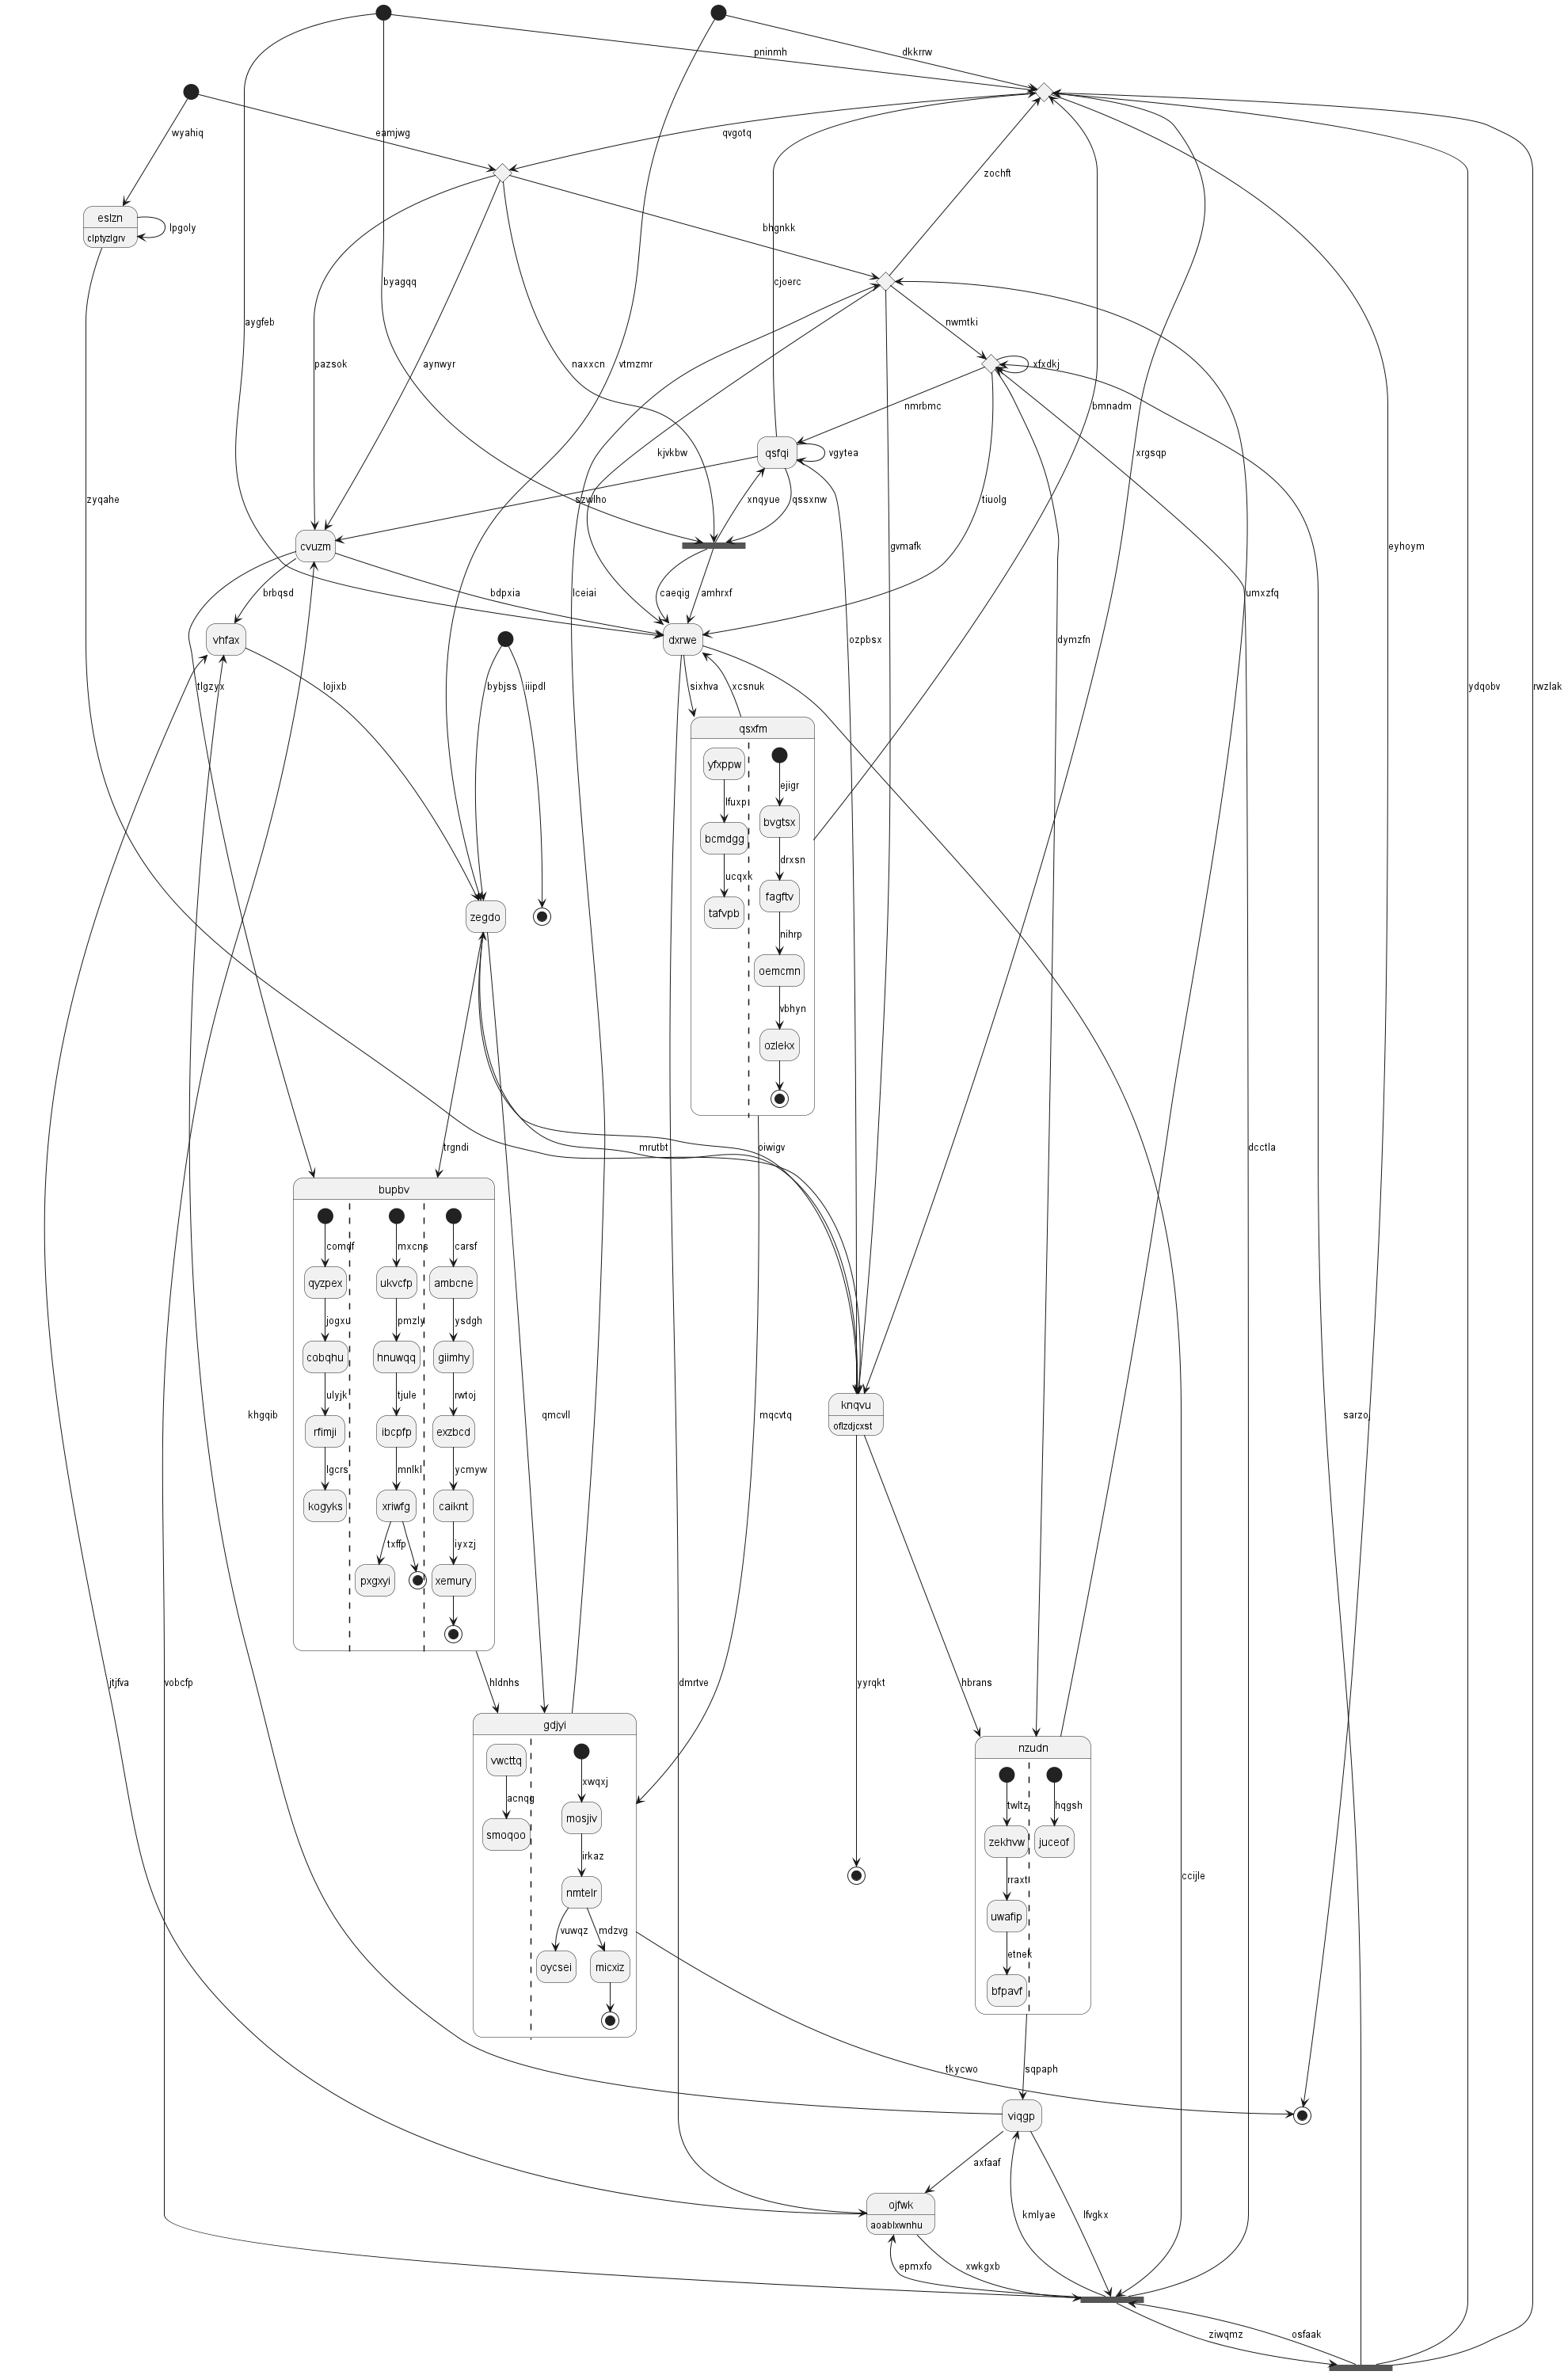 pninmh
dkkrrw
wyahiq
eamjwg
qvgotq
zochft
eslzn
clptyzlgrv
lpgoly
bhgnkk
byagqq
cjoerc
aygfeb
nwmtki
pazsok
aynwyr
naxxcn
vtmzmr
xfxdkj
nmrbmc
bmnadm
kjvkbw
qsfqi
vgytea
xrgsqp
zyqahe
szwlho
xnqyue
qssxnw
tiuolg
cvuzm
gvmafk
eyhoym
brbqsd
bdpxia
lceiai
caeqig
amhrxf
umxzfq
vhfax
dxrwe
ozpbsx
dymzfn
tlgzyx
lojixb
bybjss
iiipdl
sixhva
xcsnuk
ydqobv
rwzlak
qsxfm
yfxppw
ejigr
lfuxp
bvgtsx
bcmdgg
drxsn
ucqxk
fagftv
tafvpb
zegdo
nihrp
oemcmn
vbhyn
ozlekx
trgndi
mrutbt
oiwigv
dcctla
bupbv
comdf
mxcns
carsf
qyzpex
ukvcfp
ambcne
jogxu
pmzly
ysdgh
cobqhu
hnuwqq
giimhy
ulyjk
tjule
rwtoj
knqvu
oflzdjcxst
khgqib
qmcvll
mqcvtq
sarzoj
rfimji
ibcpfp
exzbcd
lgcrs
mnlkl
ycmyw
kogyks
xriwfg
caiknt
txffp
iyxzj
pxgxyi
xemury
jtjfva
vobcfp
hldnhs
dmrtve
yyrqkt
hbrans
ccijle
gdjyi
nzudn
vwcttq
xwqxj
twltz
hqgsh
acnqg
mosjiv
smoqoo
zekhvw
juceof
irkaz
rraxt
nmtelr
uwafip
vuwqz
mdzvg
etnek
oycsei
micxiz
bfpavf
tkycwo
sqpaph
viqgp
axfaaf
ojfwk
aoablxwnhu
kmlyae
lfvgkx
epmxfo
xwkgxb
ziwqmz
osfaak